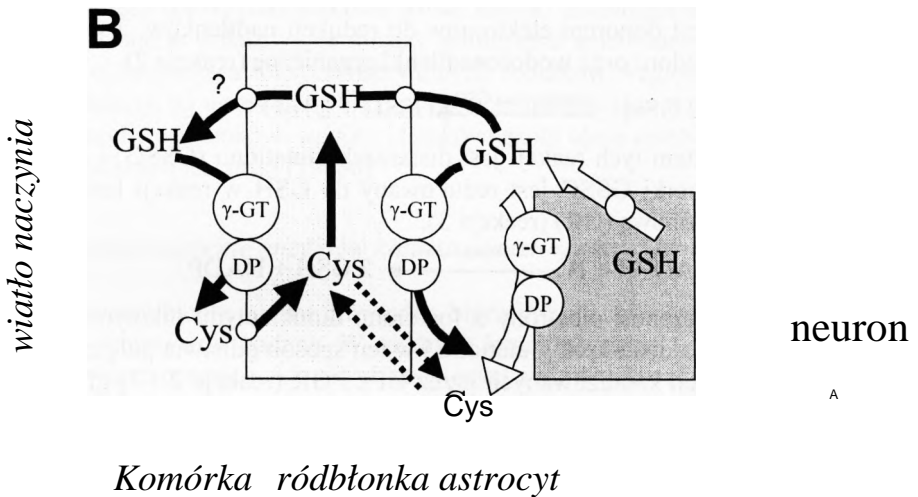 B
?
GSH
GSH
GSH
γ-GT
γ-GT
γ-GT
GSH
DP
Cys
DP
DP
Cys
neuron
Cys
A
wiatło naczynia
Komórka ródbłonka astrocyt